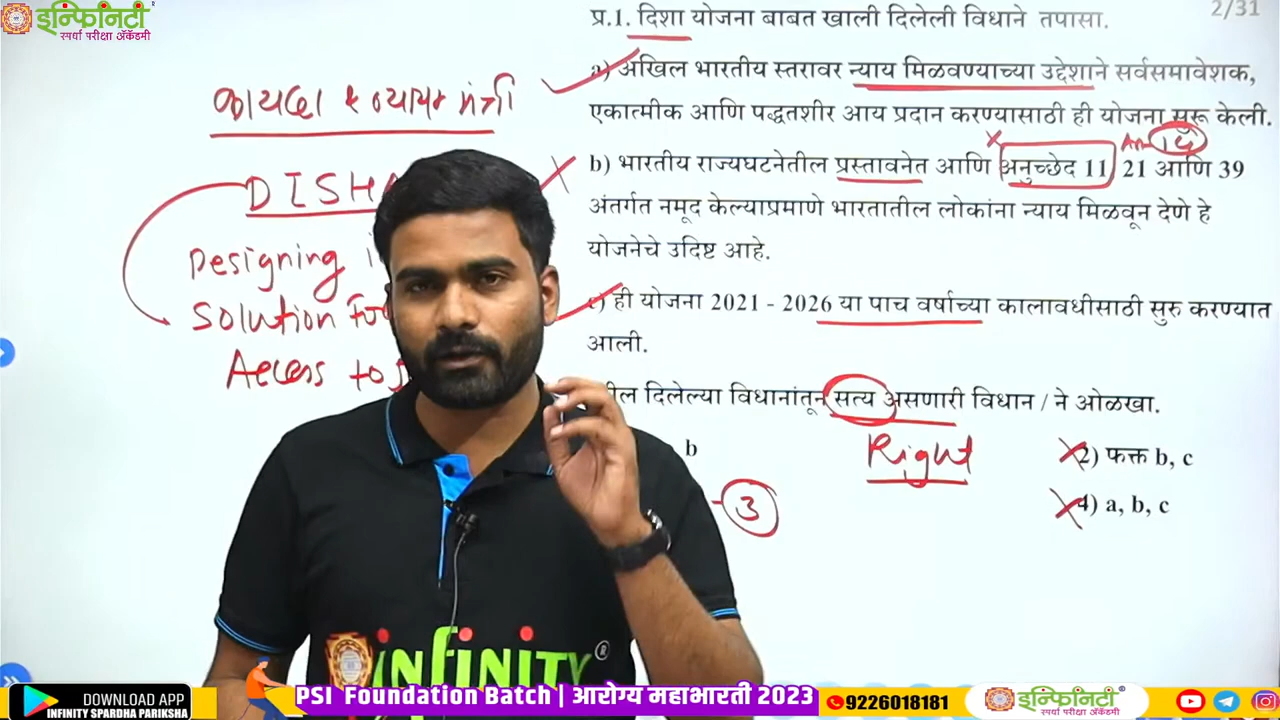 इन्फिनिटी
स्पर्धा परीक्षा ॲकॅडमी
2/31
प्र.1. दिशा योजना बाबत खाली दिलेली विधाने तपासा.
a) अखिल भारतीय स्तरावर न्याय मिळवण्याच्या उद्देशाने सर्वसमावेशक,
एकात्मीक आणि पद्धतशीर आय प्रदान करण्यासाठी ही योजना सुरू केली.
b) भारतीय राज्यघटनेतील प्रस्तावनेत आणि अनुच्छेद 11 21 आणि 39
अंतर्गत नमूद केल्याप्रमाणे भारतातील लोकांना न्याय मिळवून देणे हे
योजनेचे उदिष्ट आहे.
c) ही योजना 2021 - 2026 या पाच वर्षाच्या कालावधीसाठी सुरु करण्यात
आली.
दिलेल्या विधानांतून सत्य असणारी विधान / ने ओळखा.
b
2) फक्त b, c
4) a, b, c
Right
3
कायदा व न्याय मंत्री
DISHA
Designing
Solution For
Access to
infinity ®
DOWNLOAD APP
INFINITY SPARDHA PARIKSHA
PSI Foundation Batch | आरोग्य महाभारती 2023
9226018181
इन्फिनिटी